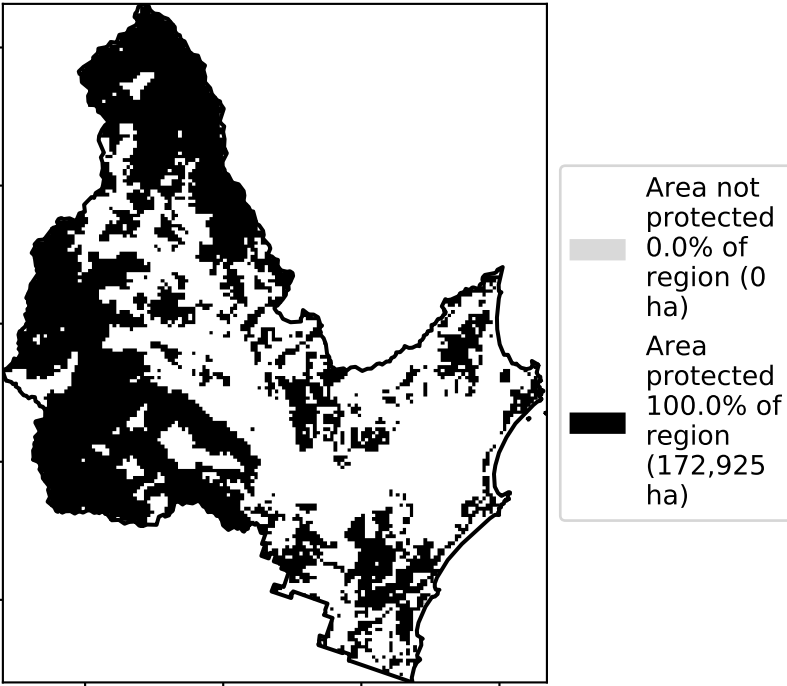 Area not
protected
0.0% of
region (0
ha)
Area
protected
100.0% of
region
(172,925
ha)